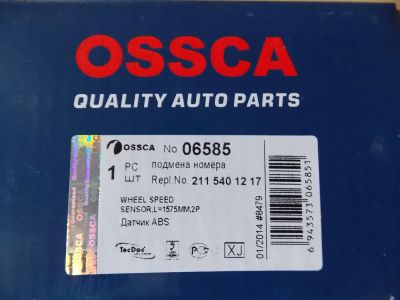 OSSCA
QUALITY AUTO PARTS
OSSCA No 06585
1 PC ШТ
подмена номера
Repl.No. 211 540 12 17
WHEEL SPEED
SENSOR,L=1575MM,2P
Датчик ABS
TecDoc
XJ
01/2014 #8479
6 943573 065851